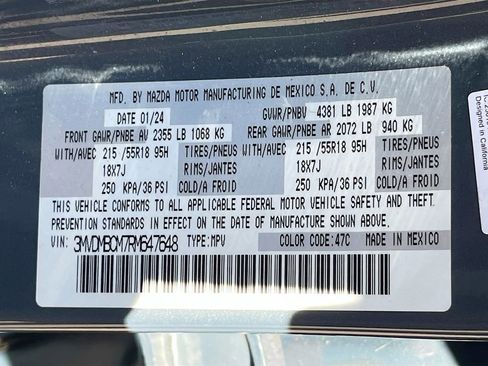 MFD. BY MAZDA MOTOR MANUFACTURING DE MEXICO S.A. DE C.V.
DATE 01/24 GVWR/PNBV 4381 LB 1987 KG
FRONT GAWR/PNBE AV 2355 LB 1068 KG REAR GAWR/PNBE AR 2072 LB 940 KG
WITH/AVEC 215 /55R18 95H TIRES/PNEUS WITH/AVEC 215 /55R18 95H TIRES/PNEUS
18X7J RIMS/JANTES 18X7J RIMS/JANTES
250 KPA/36 PSI COLD/A FROID 250 KPA/36 PSI COLD/A FROID
THIS VEHICLE CONFORMS TO ALL APPLICABLE FEDERAL MOTOR VEHICLE SAFETY AND THEFT
PREVENTION STANDARDS IN EFFECT ON THE DATE OF MANUFACTURE SHOWN ABOVE.
VIN: 3MVDMBCM7RM647648 TYPE:MPV COLOR CODE:47C MADE IN MEXICO
Designed in California